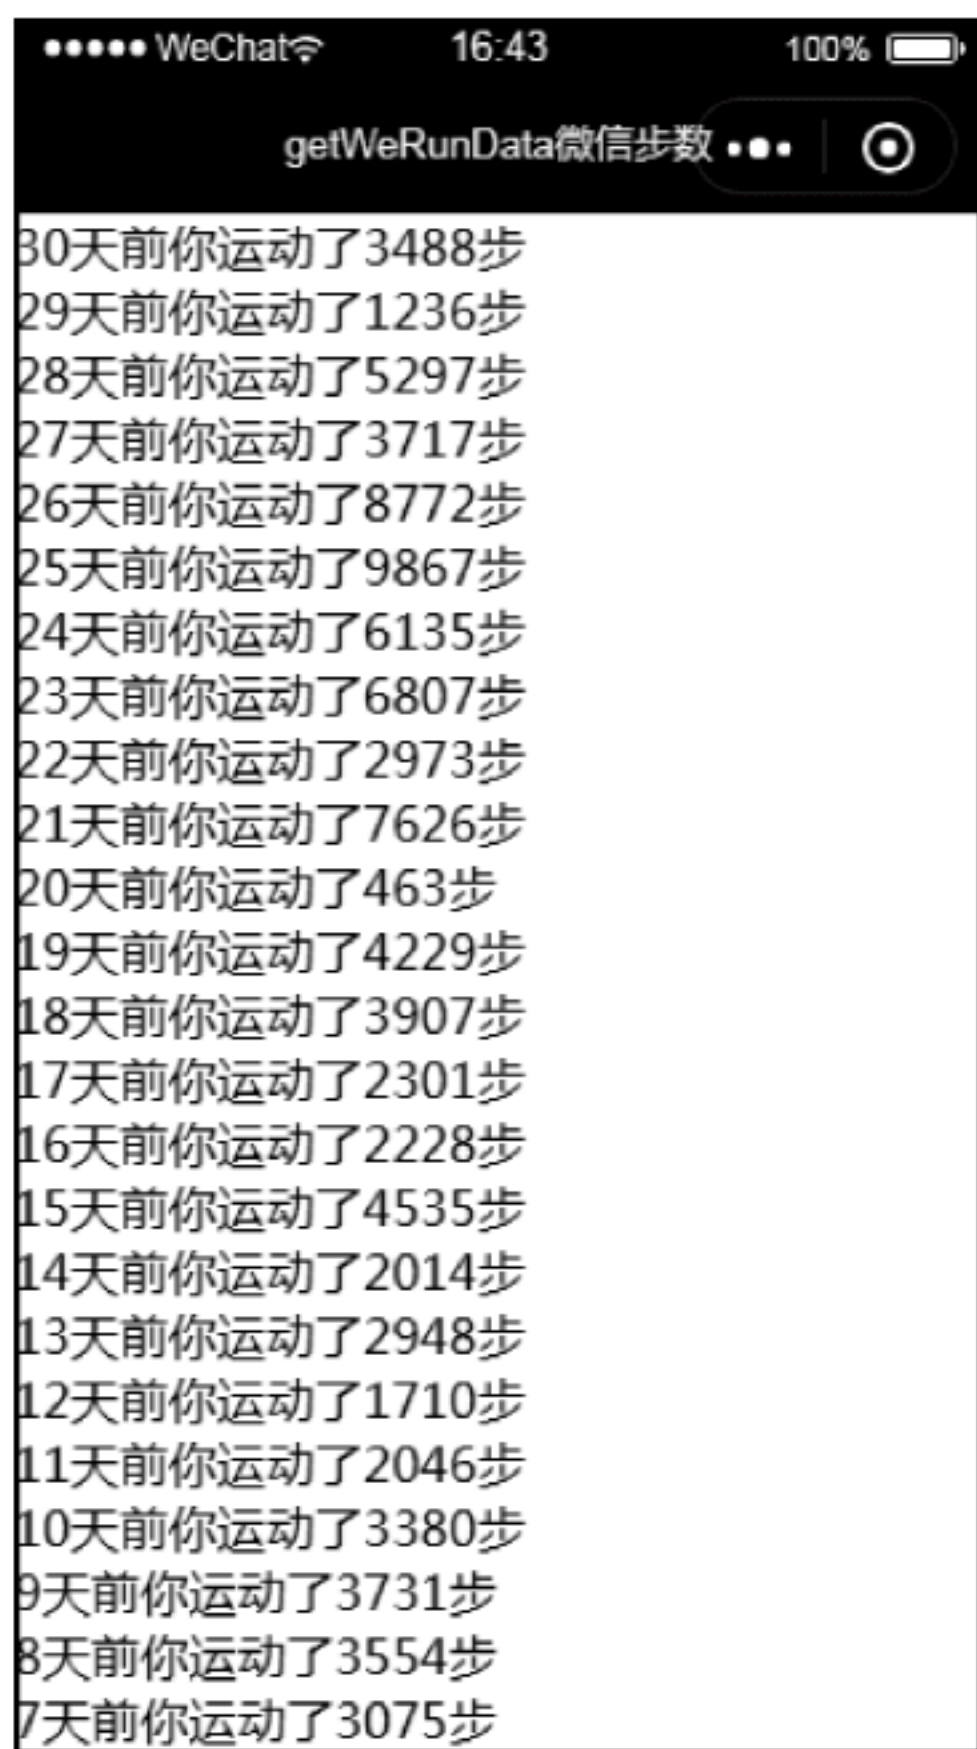 WeChat 16:43 100%
getWeRunData微信步数
30天前你运动了3488步
29天前你运动了1236步
28天前你运动了5297步
27天前你运动了3717步
26天前你运动了8772步
25天前你运动了9867步
24天前你运动了6135步
23天前你运动了6807步
22天前你运动了2973步
21天前你运动了7626步
20天前你运动了463步
19天前你运动了4229步
18天前你运动了3907步
17天前你运动了2301步
16天前你运动了2228步
15天前你运动了4535步
14天前你运动了2014步
13天前你运动了2948步
12天前你运动了1710步
11天前你运动了2046步
10天前你运动了3380步
9天前你运动了3731步
8天前你运动了3554步
7天前你运动了3075步